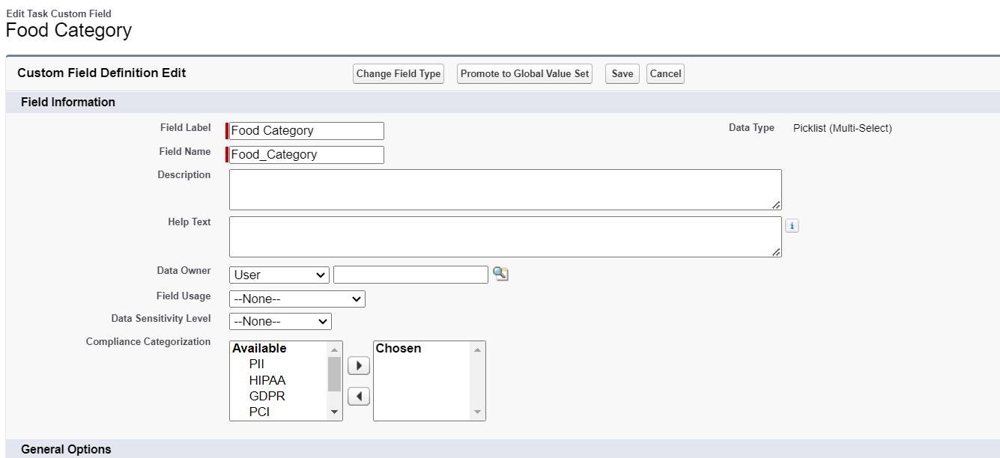 Edit Task Custom Field
Food Category
Custom Field Definition Edit
Change Field Type
Promote to Global Value Set
Save
Cancel
Field Information
Field Label
Food Category
Data Type
Picklist (Multi-Select)
Field Name
Food_Category
Description
Help Text
i
Data Owner
User
Field Usage
--None--
Data Sensitivity Level
--None--
Compliance Categorization
Available
PII
HIPAA
GDPR
PCI
Chosen
General Options